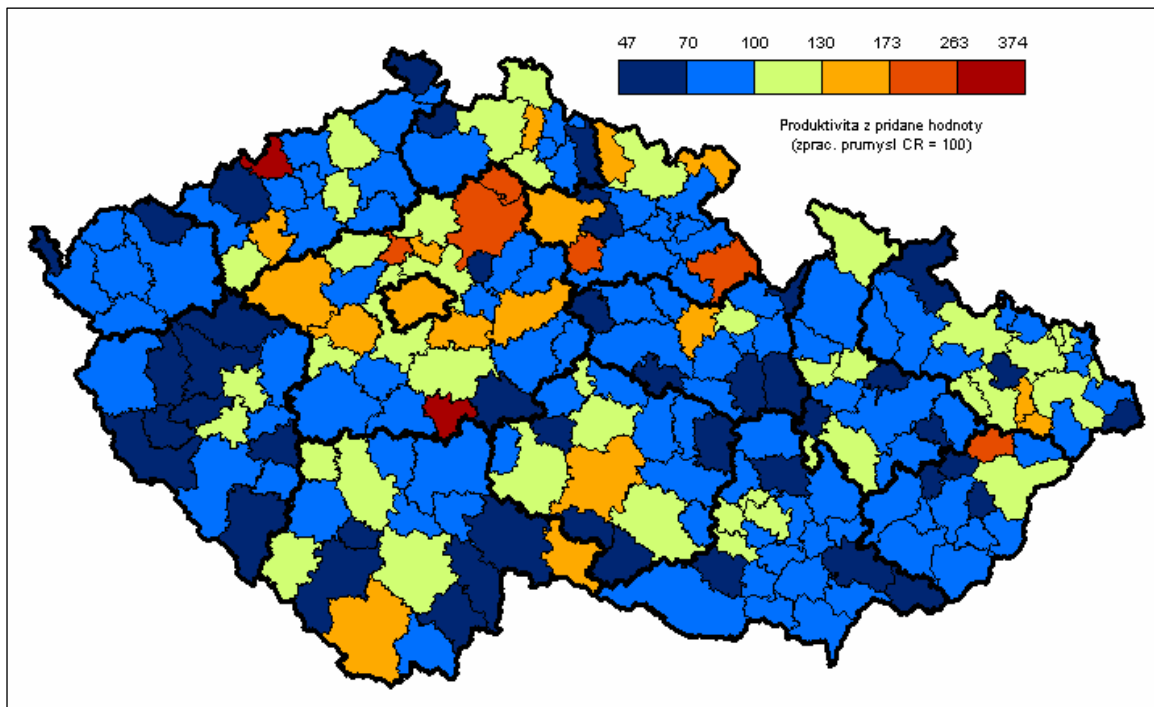 47 70 100 130 173 263 374
Produktivita z pridane hodnoty
(zprac. prumysl CR = 100)